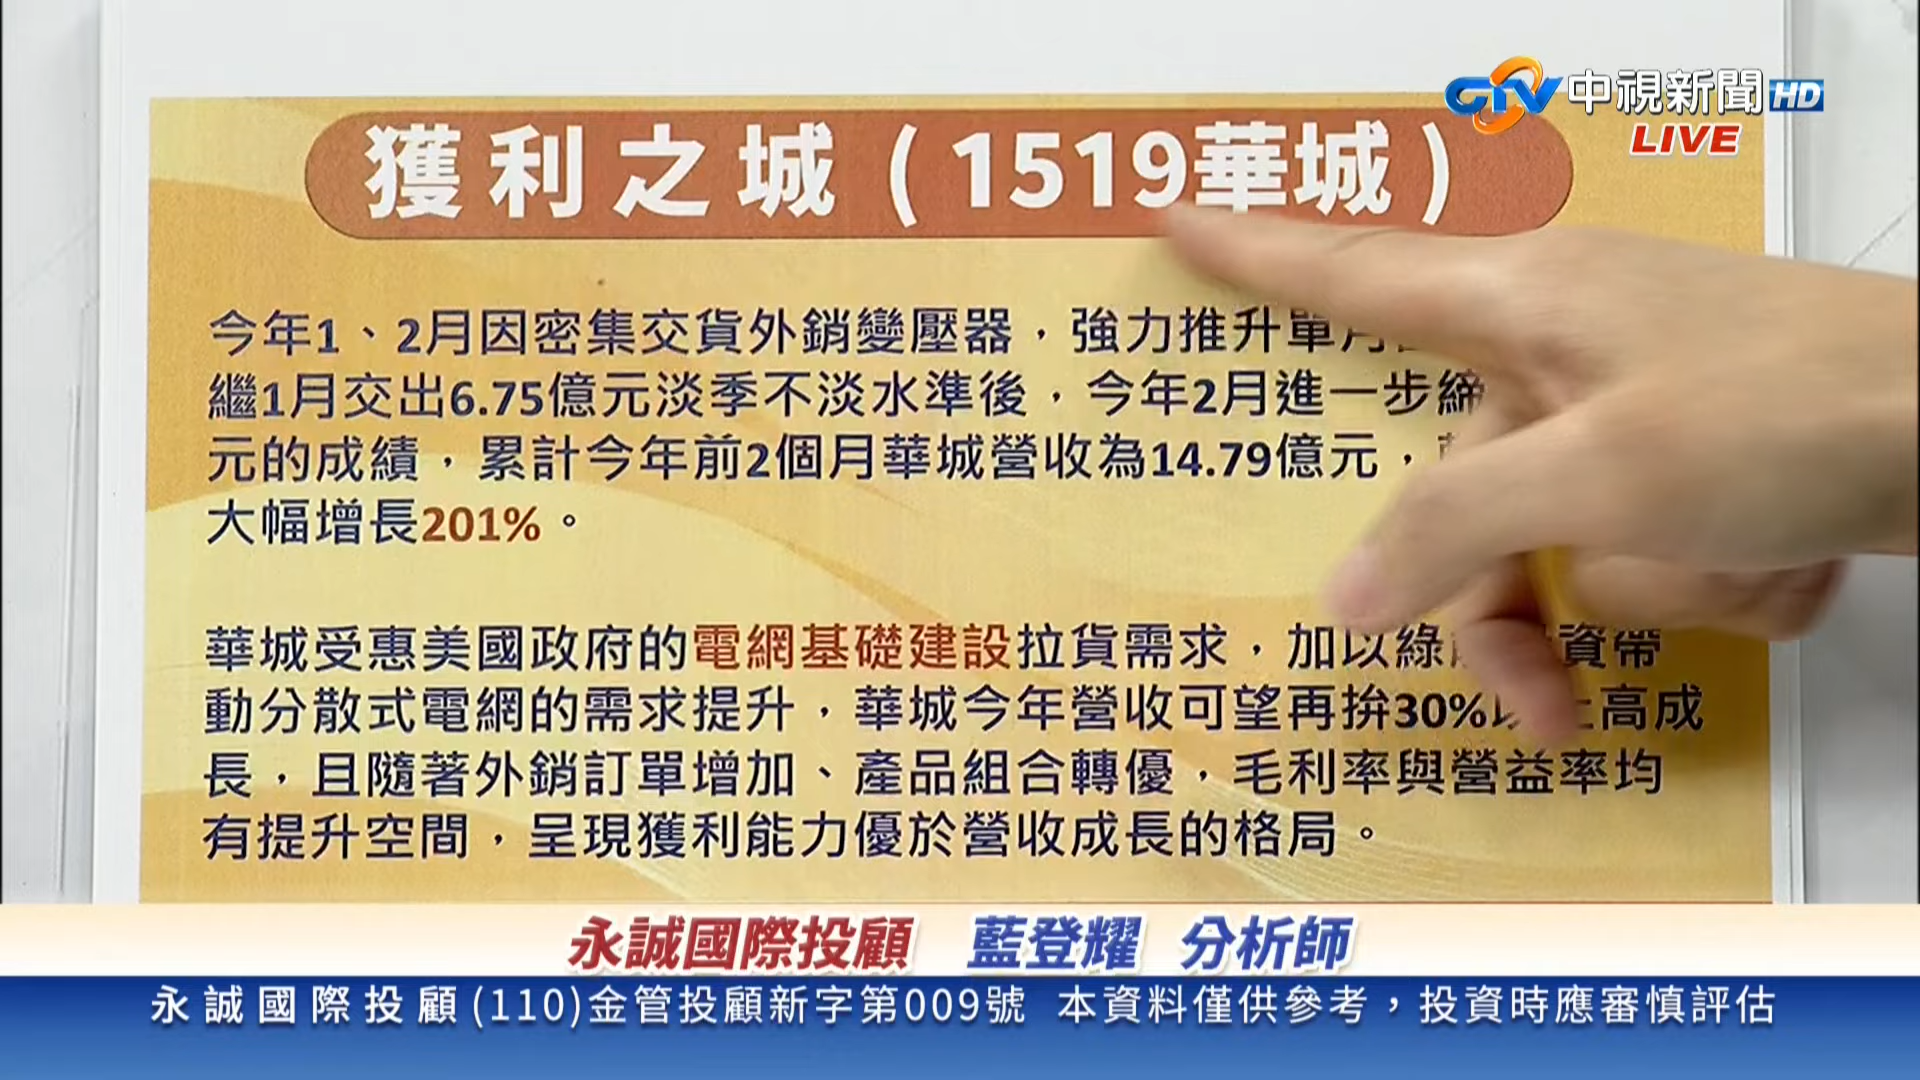 CTV 中視新聞 HD
LIVE
獲利之城（1519華城）
今年1、2月因密集交貨外銷變壓器，強力推升單月
繼1月交出6.75億元淡季不淡水準後，今年2月進一步締
元的成績，累計今年前2個月華城營收為14.79億元，
大幅增長201%。
華城受惠美國政府的電網基礎建設拉貨需求，加以綠 資帶
動分散式電網的需求提升，華城今年營收可望再拚30% 上高成
長，且隨著外銷訂單增加、產品組合轉優，毛利率與營益率均
有提升空間，呈現獲利能力優於營收成長的格局。
永誠國際投顧 藍登耀 分析師
永誠國際投顧(110)金管投顧新字第009號 本資料僅供參考，投資時應審慎評估